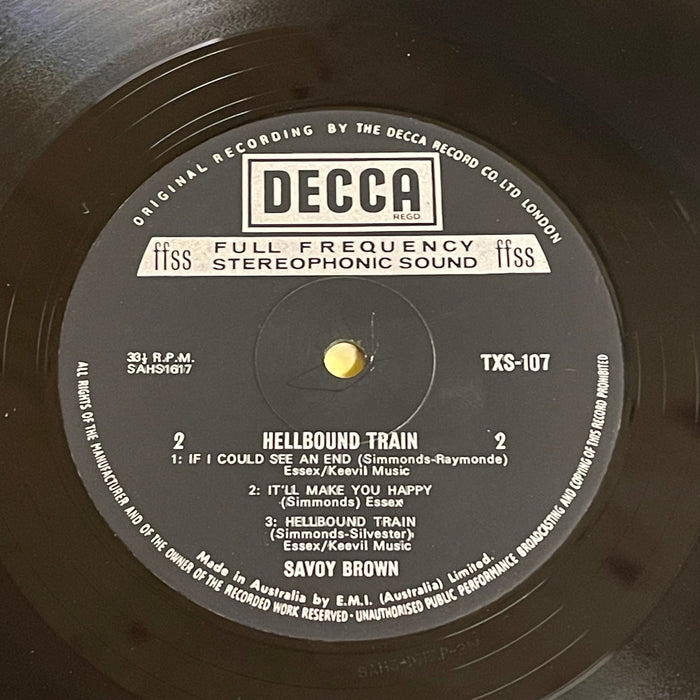 ORIGINAL RECORDING BY THE DECCA RECORD CO. LTD LONDON
DECCA
REGD.
ffss FULL FREQUENCY STEREOPHONIC SOUND ffss
33⅓ R.P.M.
SAHS1617
TXS-107
2 HELLBOUND TRAIN 2
1: IF I COULD SEE AN END (Simmonds-Raymonde)
Essex/Keevil Music
2: IT'LL MAKE YOU HAPPY
(Simmonds) Essex
3: HELLBOUND TRAIN
(Simmonds-Silvester)
Essex/Keevil Music
SAVOY BROWN
Made in Australia by E.M.I. (Australia) Limited.
ALL RIGHTS OF THE MANUFACTURER AND OF THE OWNER OF THE RECORDED WORK RESERVED · UNAUTHORISED PUBLIC PERFORMANCE BROADCASTING AND COPYING OF THIS RECORD PROHIBITED